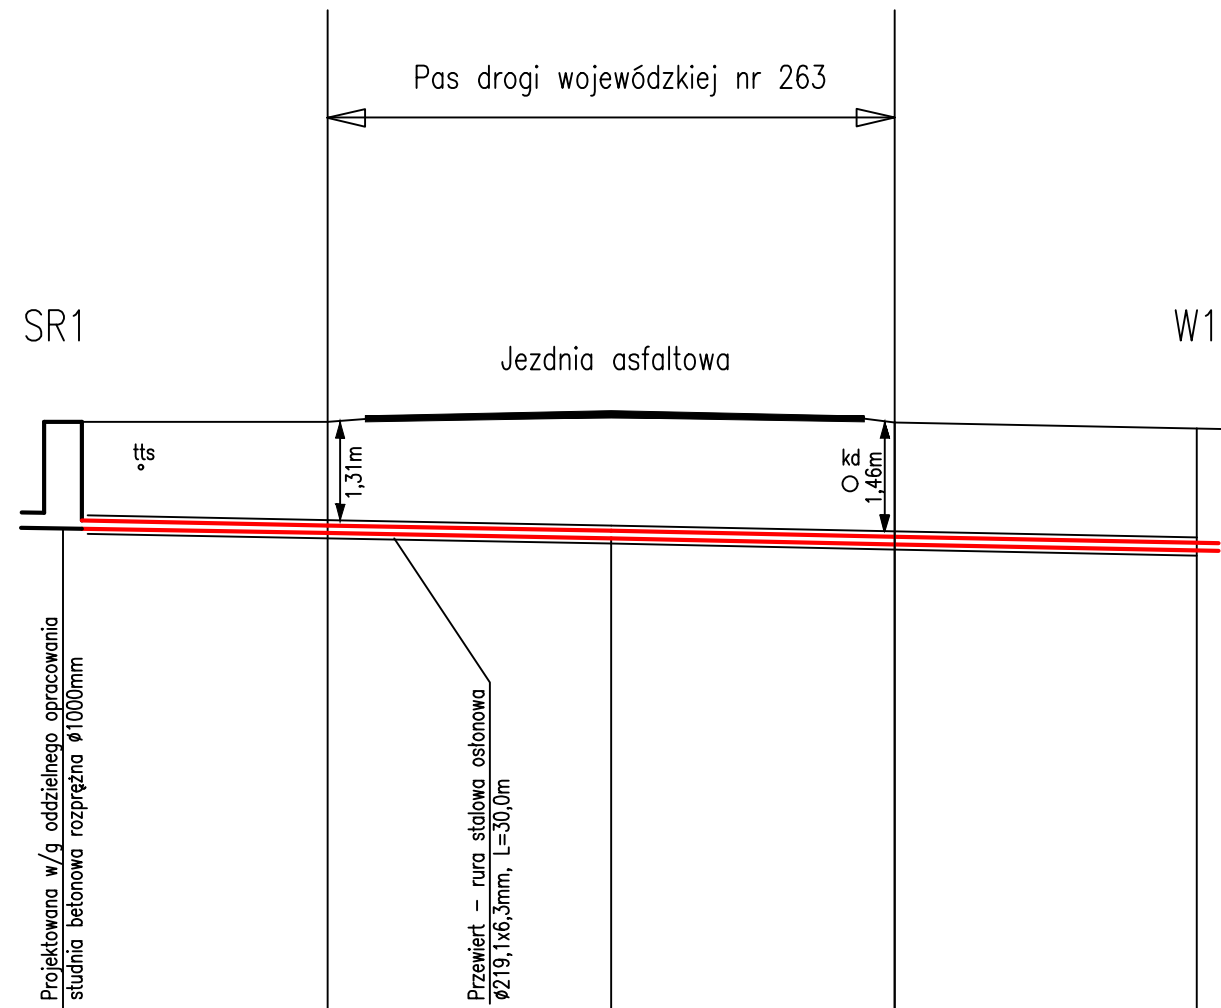 Pas drogi wojewódzkiej nr 263
SR1
W1
Jezdnia asfaltowa
tts
1,31m
kd
1,46m
Projektowana w/g oddzielnego opracowania
studnia betonowa rozprężna ø1000mm
Przewiert – rura stalowa osłonowa
ø219,1x6,3mm, L=30,0m